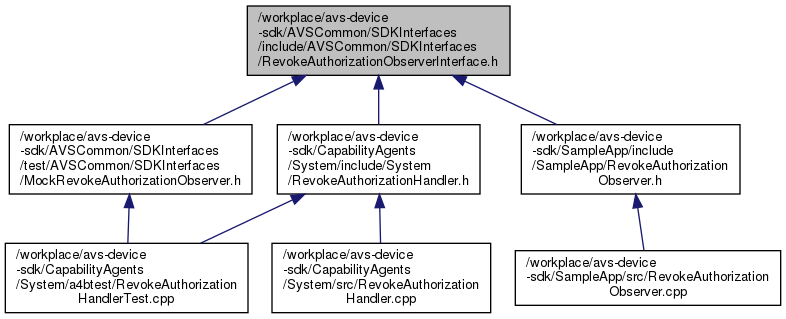 /workplace/avs-device
-sdk/AVSCommon/SDKInterfaces
/include/AVSCommon/SDKInterfaces
/RevokeAuthorizationObserverInterface.h
/workplace/avs-device
-sdk/AVSCommon/SDKInterfaces
/test/AVSCommon/SDKInterfaces
/MockRevokeAuthorizationObserver.h
/workplace/avs-device
-sdk/CapabilityAgents
/System/include/System
/RevokeAuthorizationHandler.h
/workplace/avs-device
-sdk/SampleApp/include
/SampleApp/RevokeAuthorization
Observer.h
/workplace/avs-device
-sdk/CapabilityAgents
/System/a4btest/RevokeAuthorization
HandlerTest.cpp
/workplace/avs-device
-sdk/CapabilityAgents
/System/src/RevokeAuthorization
Handler.cpp
/workplace/avs-device
-sdk/SampleApp/src/RevokeAuthorization
Observer.cpp